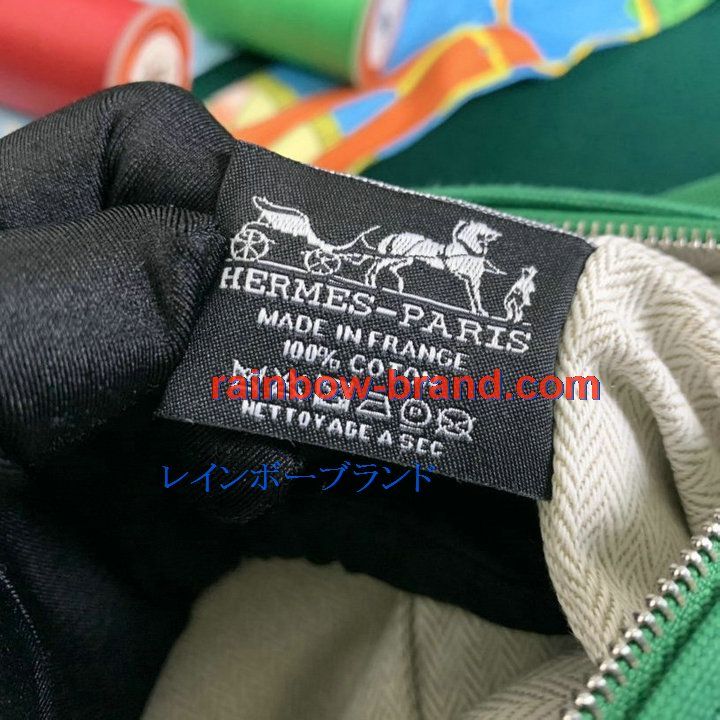 HERMES-PARIS
MADE IN FRANCE
100%
rainbow-brand.com
NETTOYAGE A SEC
レインボーブランド